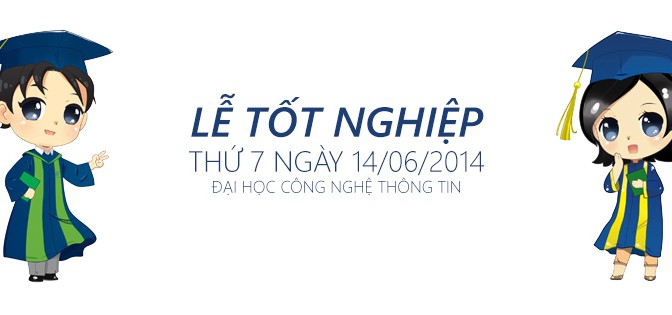 LỄ TỐT NGHIỆP
THỨ 7 NGÀY 14/06/2014
ĐẠI HỌC CÔNG NGHỆ THÔNG TIN